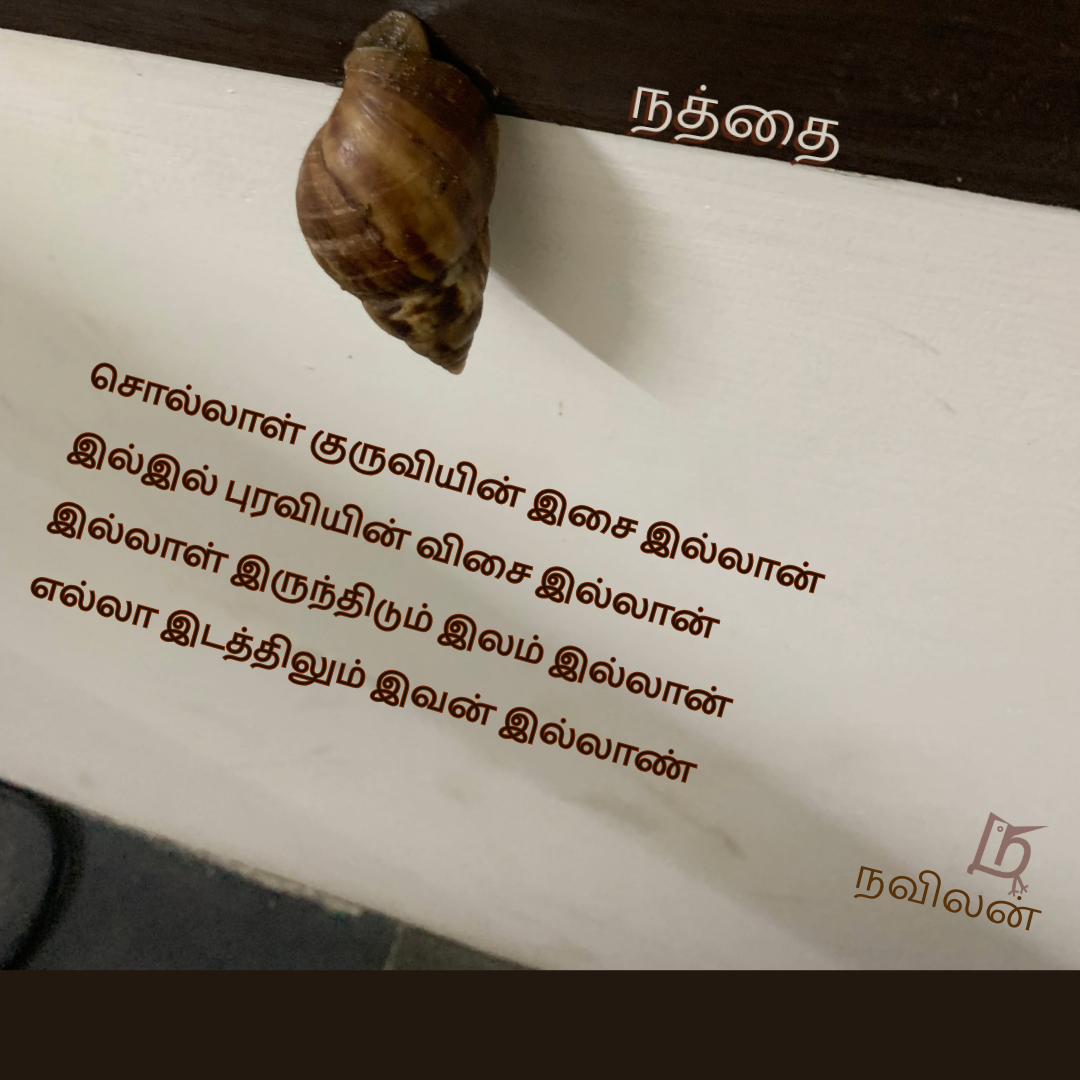 நத்தை
சொல்லாள் குருவியின் இசை இல்லான்
இல்இல் புரவியின் விசை இல்லான்
இல்லாள் இருந்திடும் இலம் இல்லான்
எல்லா இடத்திலும் இவன் இல்லாண்
ந
நவிலன்